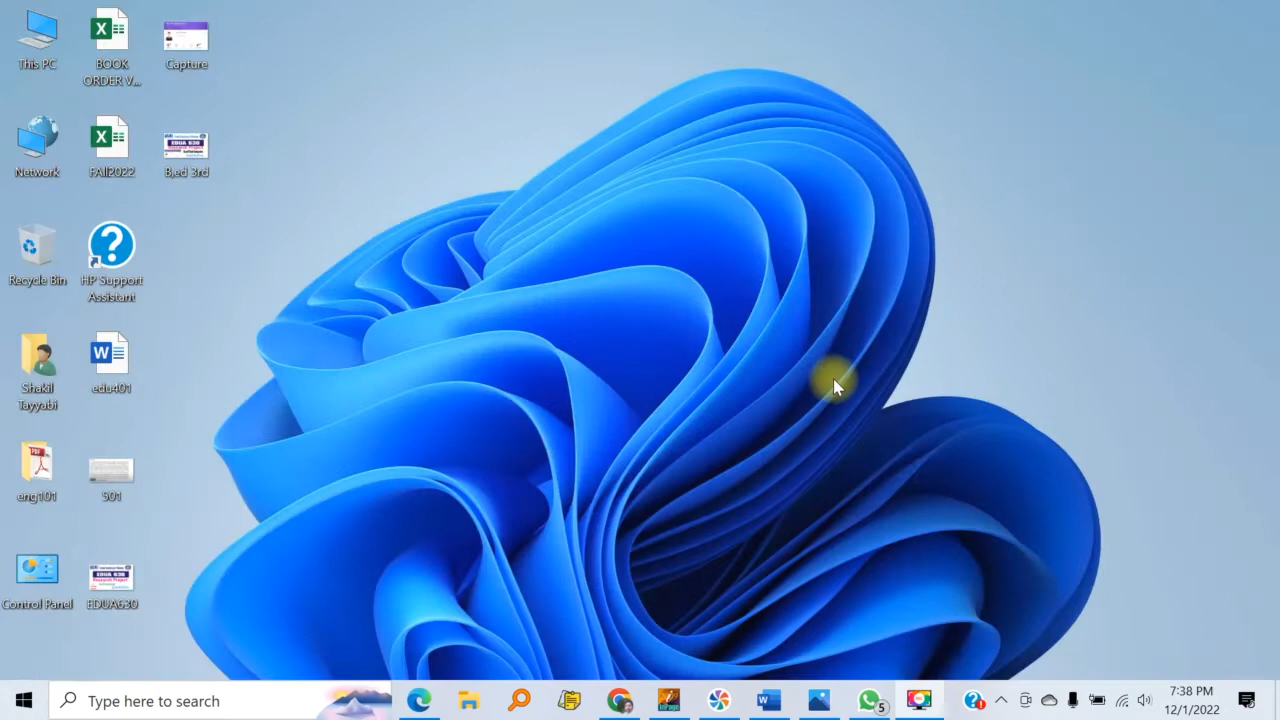 This PC
BOOK
ORDER V...
Capture
Network
FAll2022
B,ed 3rd
Recycle Bin
HP Support
Assistant
Shakil
Tayyabi
edu401
eng101
501
Control Panel
EDUA630
Type here to search
5
7:38 PM
12/1/2022